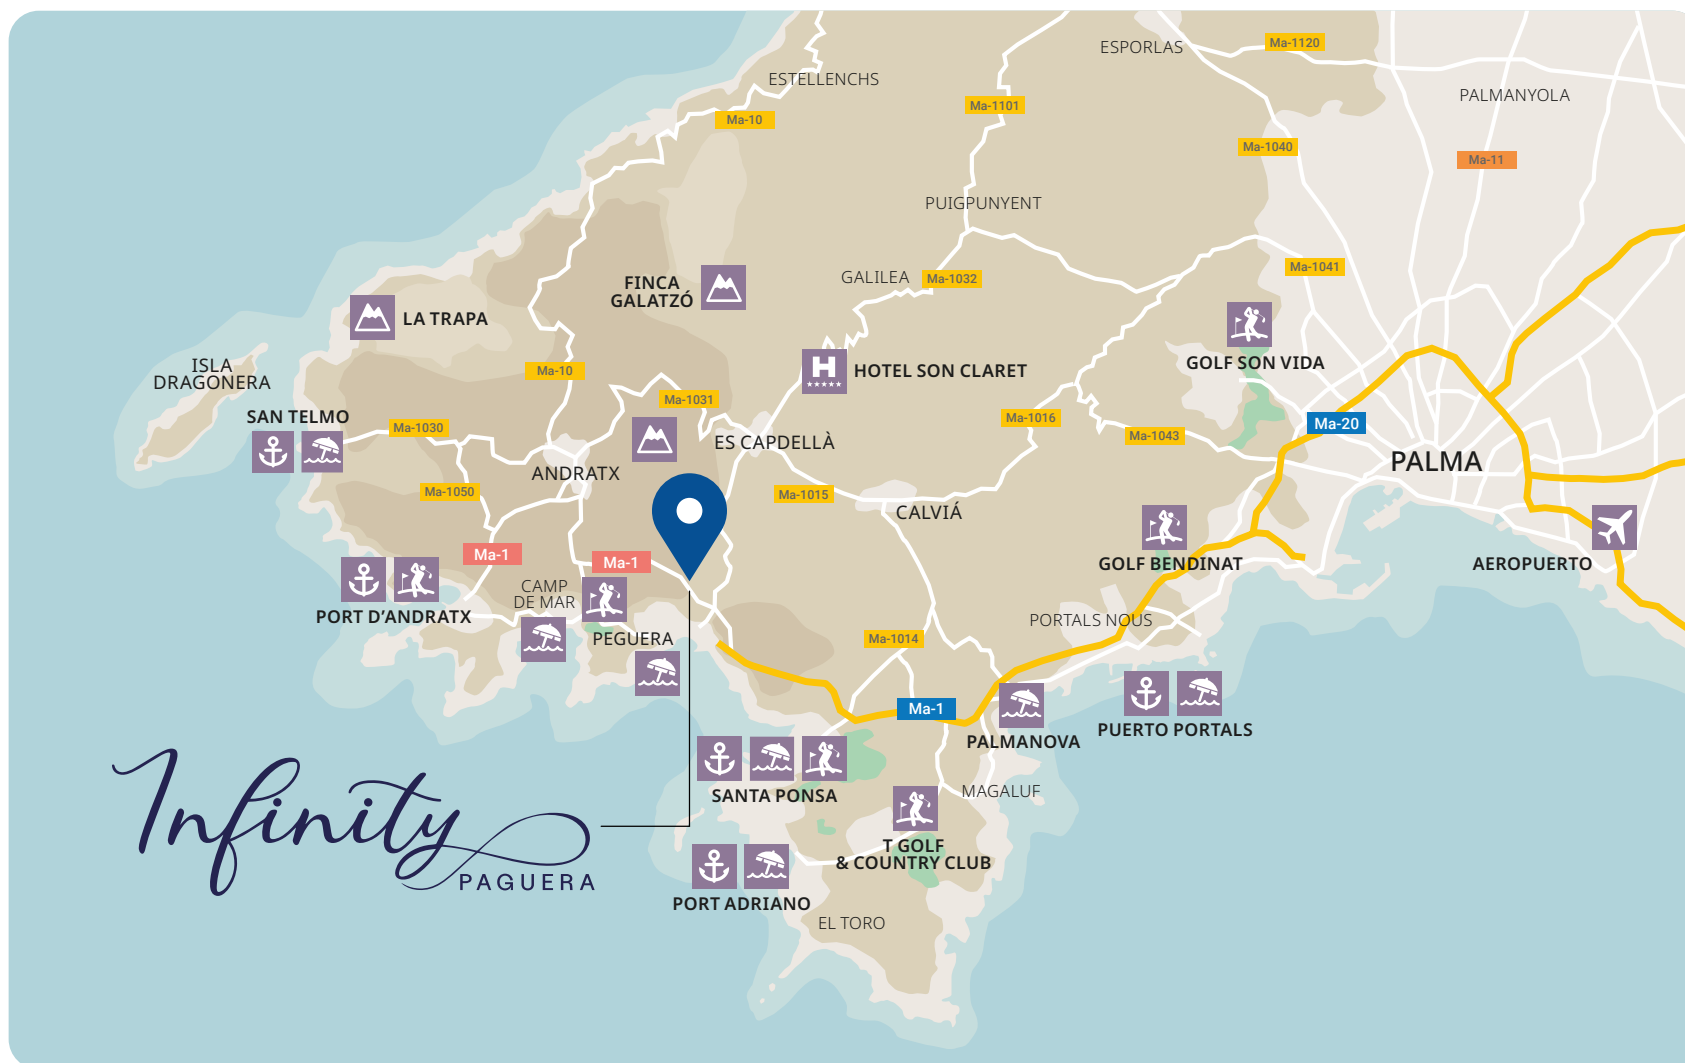 ESPORLAS
Ma-1120
ESTELLENCHS
PALMANYOLA
Ma-10
Ma-1101
Ma-1040
Ma-11
PUIGPUNYENT
FINCA
GALATZÓ
GALILEA
Ma-1032
Ma-1041
LA TRAPA
ISLA
DRAGONERA
Ma-10
H
HOTEL SON CLARET
GOLF SON VIDA
SAN TELMO
Ma-1030
Ma-1031
Ma-1016
Ma-1043
Ma-20
ES CAPDELLÀ
PALMA
ANDRATX
Ma-1050
Ma-1015
CALVIÁ
Ma-1
Ma-1
GOLF BENDINAT
AEROPUERTO
CAMP
DE MAR
PORT D’ANDRATX
PEGUERA
PORTALS NOUS
Ma-1014
Ma-1
PALMANOVA
PUERTO PORTALS
SANTA PONSA
MAGALUF
Infinity
PAGUERA
T GOLF
& COUNTRY CLUB
PORT ADRIANO
EL TORO